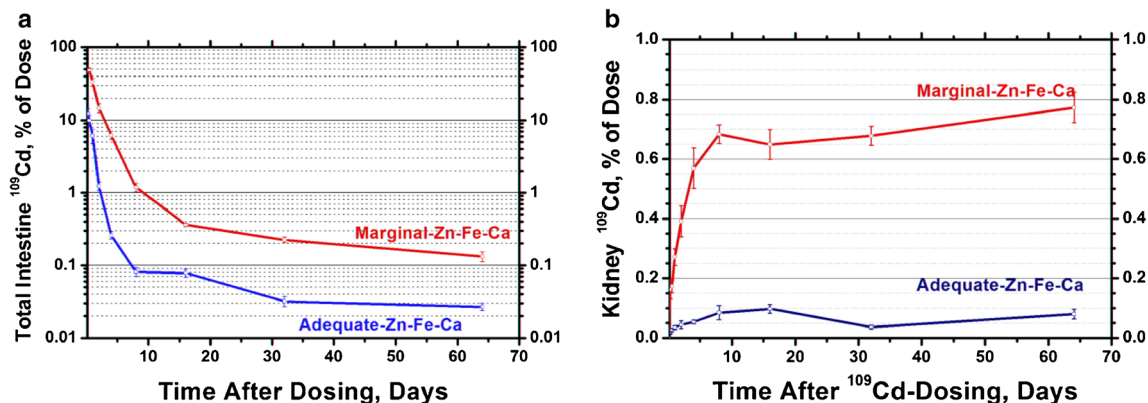 a
100
10
1
0.1
0.01
100
10
1
0.1
0.01
Total Intestine ¹⁰⁹Cd, % of Dose
Marginal-Zn-Fe-Ca
Adequate-Zn-Fe-Ca
10 20 30 40 50 60 70
Time After Dosing, Days
b
1.0
0.8
0.6
0.4
0.2
0.0
1.0
0.8
0.6
0.4
0.2
0.0
Kidney ¹⁰⁹Cd, % of Dose
Marginal-Zn-Fe-Ca
Adequate-Zn-Fe-Ca
10 20 30 40 50 60 70
Time After ¹⁰⁹Cd-Dosing, Days